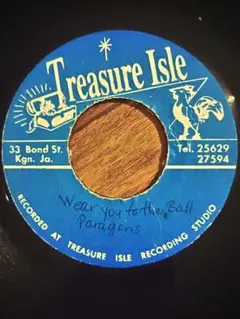 Treasure Isle
33 Bond St.
Kgn. Ja.
Tel. 25629
27594
Wear you to the Ball
Paragons
RECORDED AT TREASURE ISLE RECORDING STUDIO